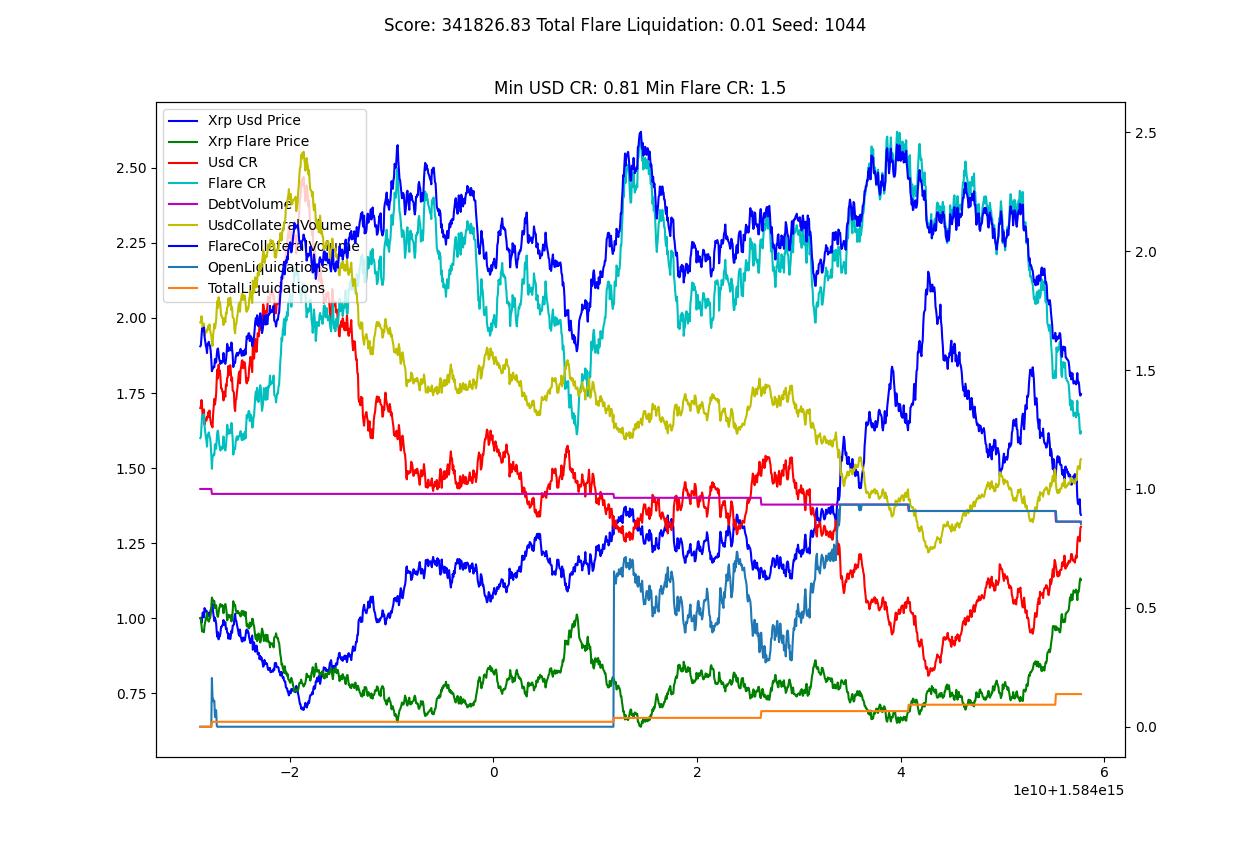 Score: 341826.83 Total Flare Liquidation: 0.01 Seed: 1044
Min USD CR: 0.81 Min Flare CR: 1.5
Xrp Usd Price
Xrp Flare Price
Usd CR
Flare CR
DebtVolume
UsdCollateralVolume
FlareCollateralVolume
OpenLiquidations
TotalLiquidations
2.50
2.25
2.00
1.75
1.50
1.25
1.00
0.75
2.5
2.0
1.5
1.0
0.5
0.0
−2
0
2
4
6
1e10+1.584e15